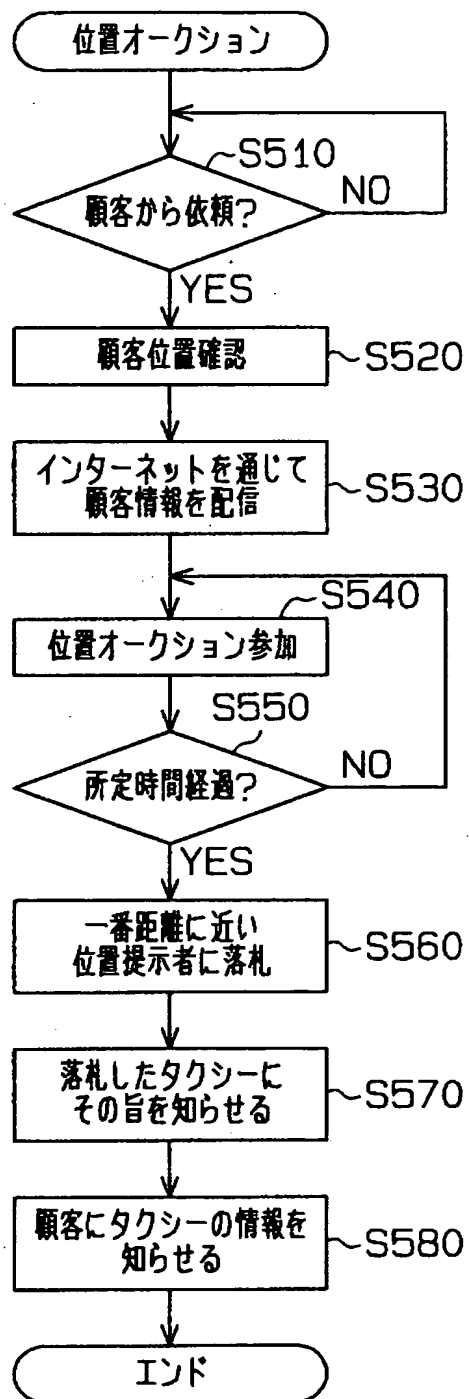 位置オークション
S510
顧客から依頼?
NO
YES
顧客位置確認
S520
インターネットを通じて
顧客情報を配信
S530
S540
位置オークション参加
S550
所定時間経過?
NO
YES
一番距離に近い
位置提示者に落札
S560
落札したタクシーに
その旨を知らせる
S570
顧客にタクシーの情報を
知らせる
S580
エンド